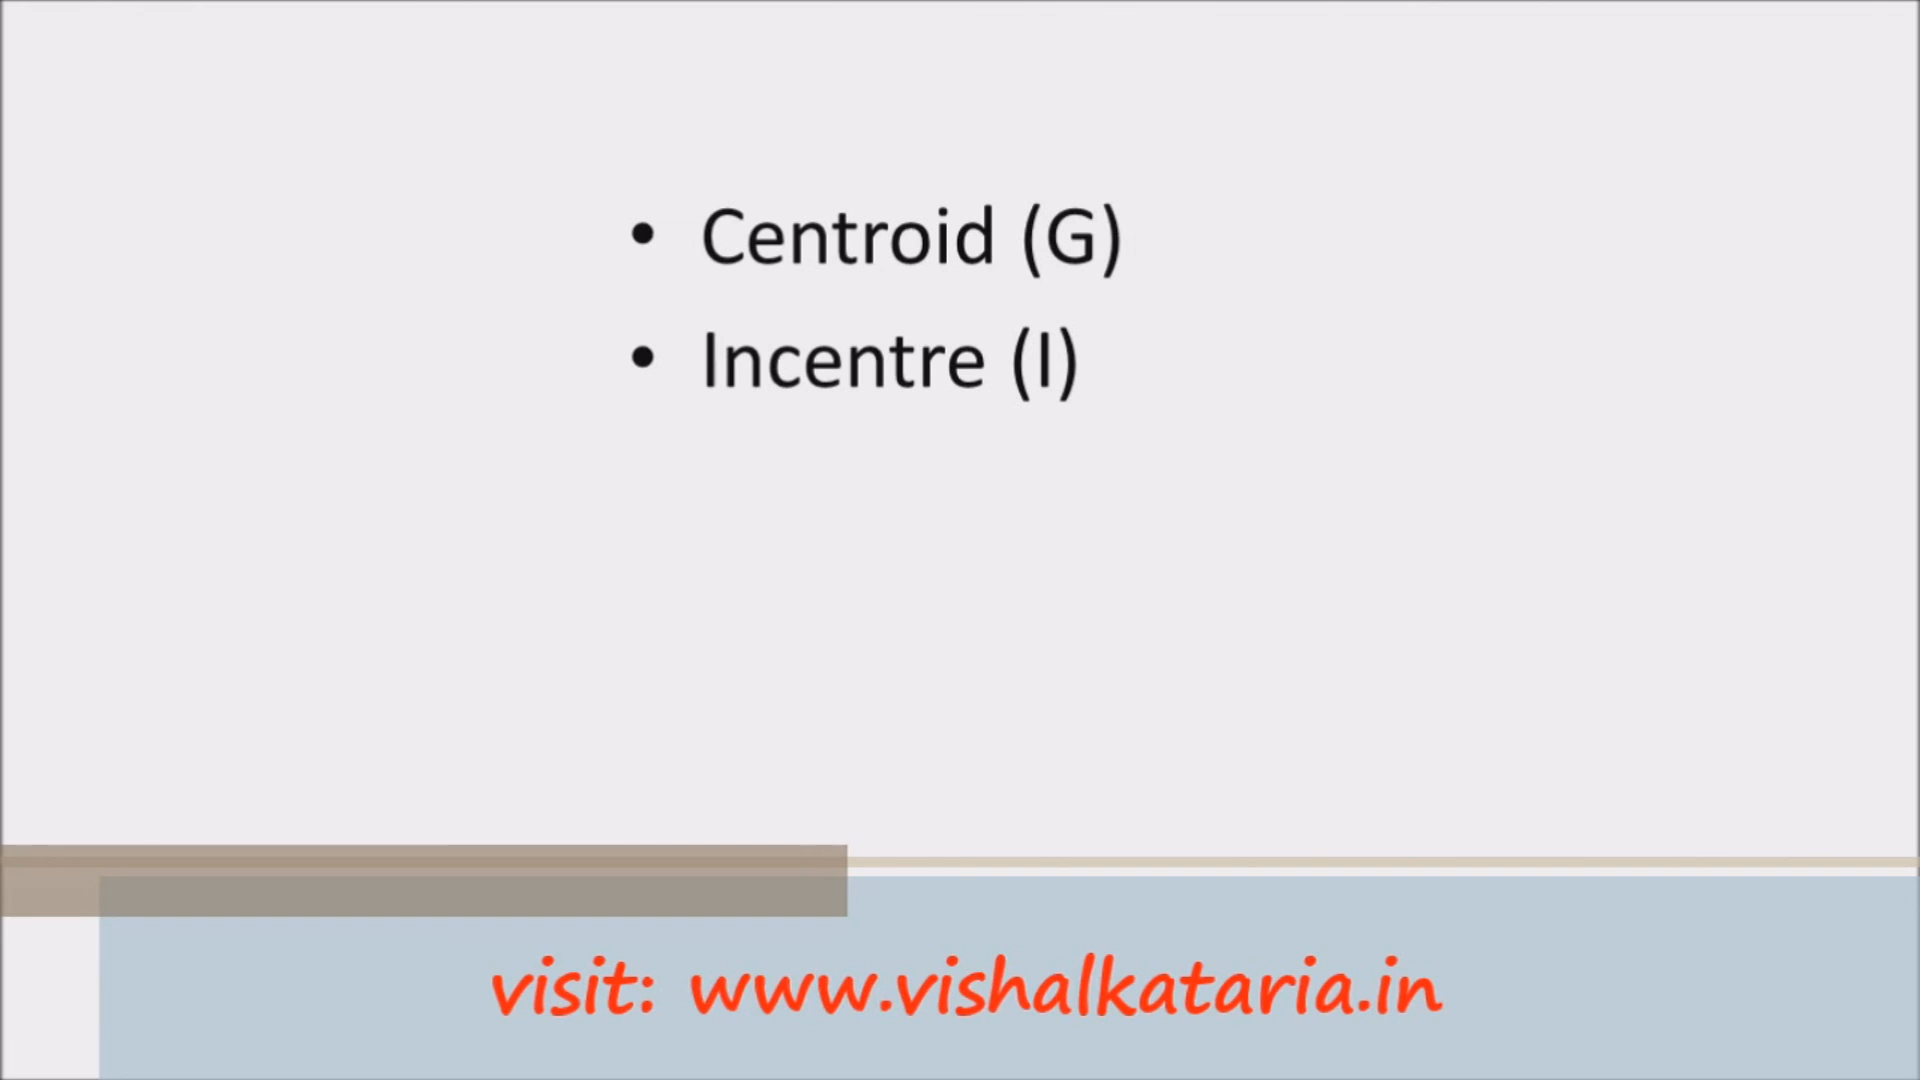 • Centroid (G)
• Incentre (I)
visit: www.vishalkataria.in